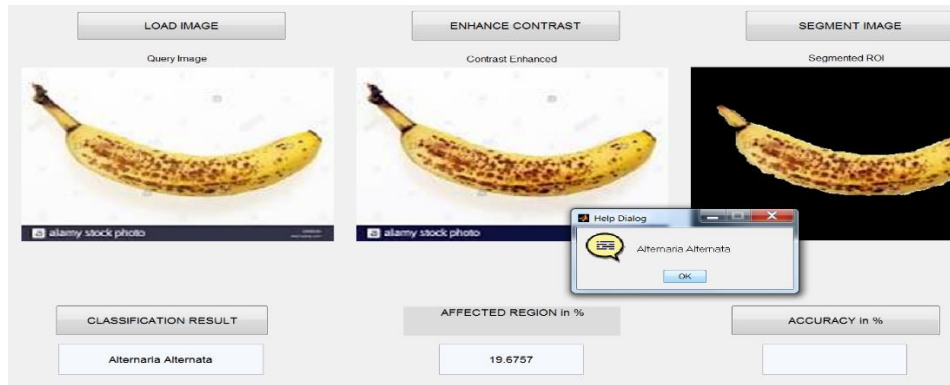 LOAD IMAGE
ENHANCE CONTRAST
SEGMENT IMAGE
Query Image
Contrast Enhanced
Segmented ROI
alamy stock photo
alamy stock photo
Help Dialog
Alternaria Alternata
OK
CLASSIFICATION RESULT
AFFECTED REGION in %
ACCURACY in %
Alternaria Alternata
19.6757